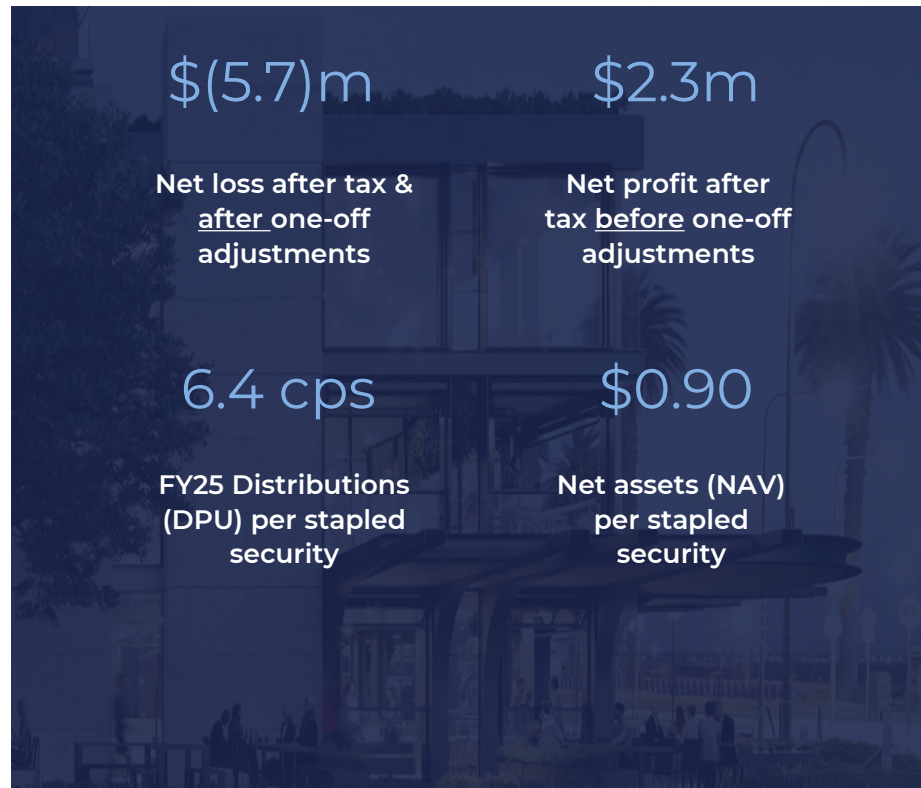 $(5.7)m
Net loss after tax &
after one-off
adjustments
$2.3m
Net profit after
tax before one-off
adjustments
6.4 cps
FY25 Distributions
(DPU) per stapled
security
$0.90
Net assets (NAV)
per stapled
security